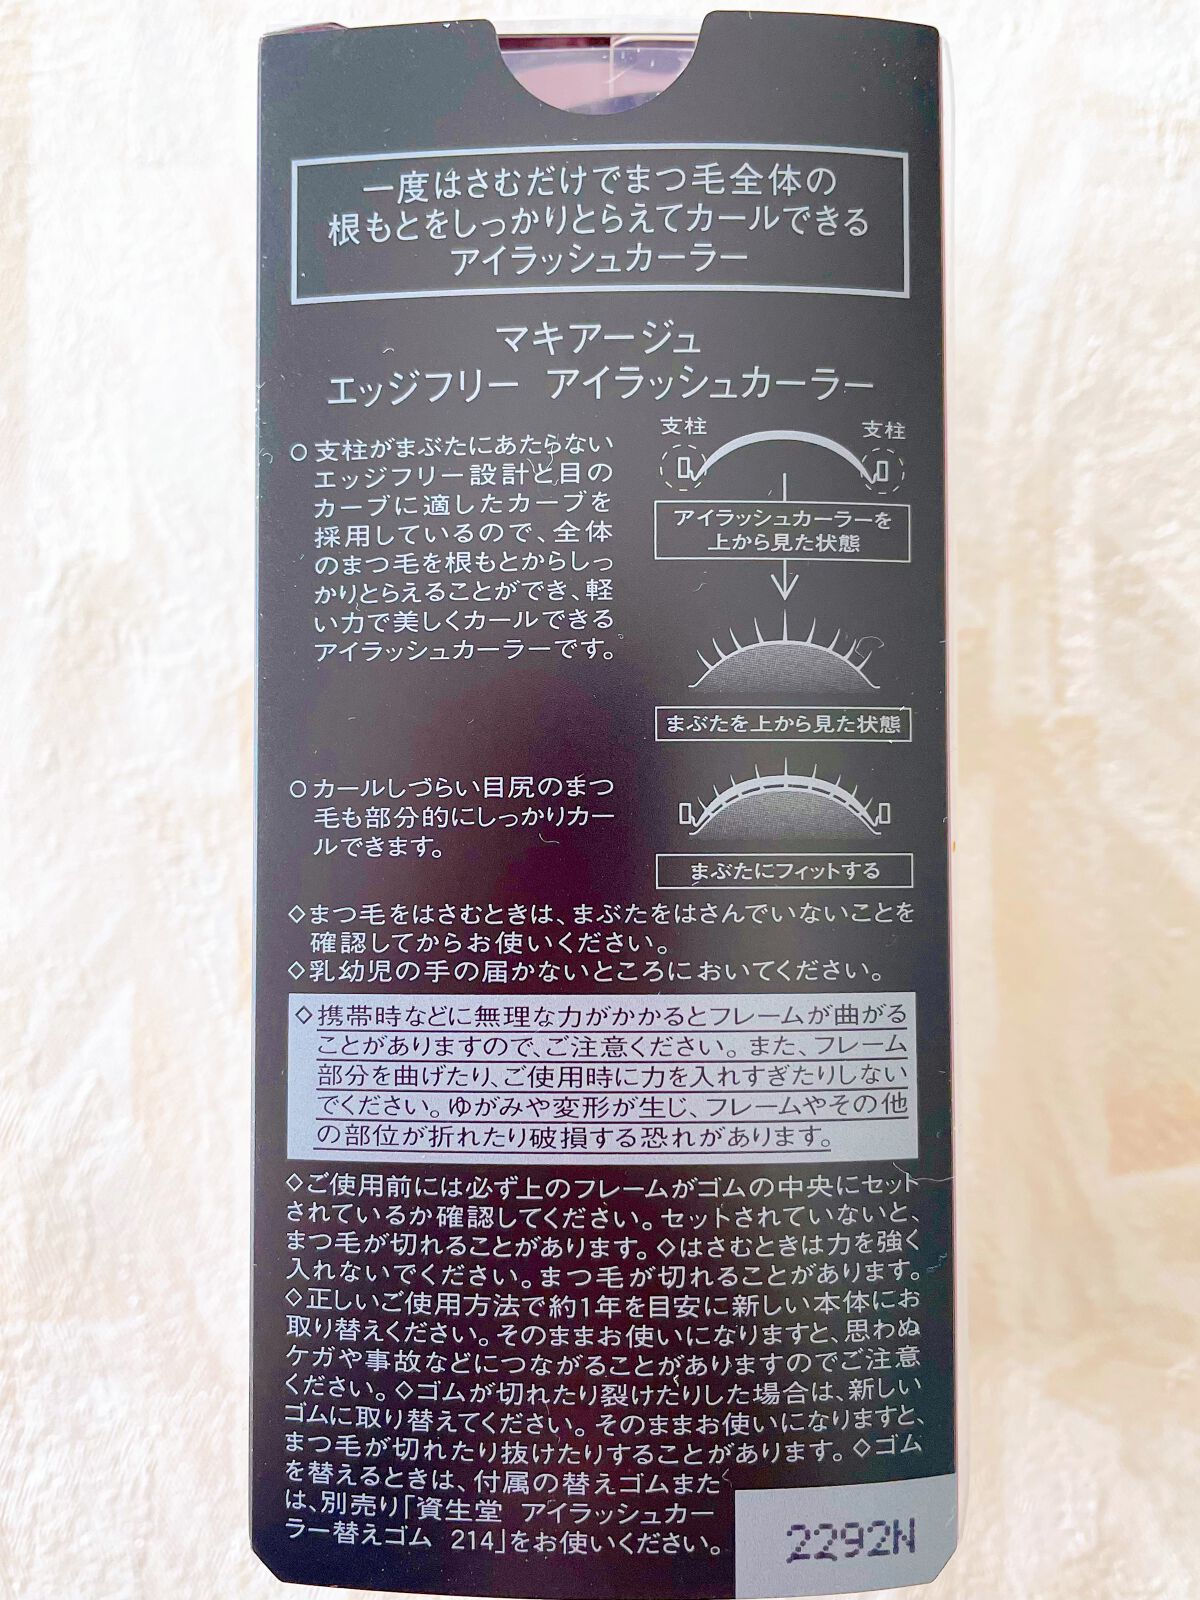 一度はさむだけでまつ毛全体の
根もとをしっかりとらえてカールできる
アイラッシュカーラー
マキアージュ
エッジフリー アイラッシュカーラー
○支柱がまぶたにあたらない
エッジフリー設計と目の
カーブに適したカーブを
採用しているので、全体
のまつ毛を根もとからしっ
かりとらえることができ、軽
い力で美しくカールできる
アイラッシュカーラーです。
支柱
支柱
アイラッシュカーラーを
上から見た状態
まぶたを上から見た状態
○カールしづらい目尻のまつ
毛も部分的にしっかりカー
ルできます。
まぶたにフィットする
◇まつ毛をはさむときは、まぶたをはさんでいないことを
確認してからお使いください。
◇乳幼児の手の届かないところにおいてください。
◇携帯時などに無理な力がかかるとフレームが曲がる
ことがありますので、ご注意ください。また、フレーム
部分を曲げたり、ご使用時に力を入れすぎたりしない
でください。ゆがみや変形が生じ、フレームやその他
の部位が折れたり破損する恐れがあります。
◇ご使用前には必ず上のフレームがゴムの中央にセット
されているか確認してください。セットされていないと、
まつ毛が切れることがあります。◇はさむときは力を強く
入れないでください。まつ毛が切れることがあります。
◇正しいご使用方法で約1年を目安に新しい本体にお
取り替えください。そのままお使いになりますと、思わぬ
ケガや事故などにつながることがありますのでご注意
ください。◇ゴムが切れたり裂けたりした場合は、新しい
ゴムに取り替えてください。そのままお使いになりますと、
まつ毛が切れたり抜けたりすることがあります。◇ゴム
を替えるときは、付属の替えゴムまた
は、別売り「資生堂 アイラッシュカー
ラー替えゴム 214」をお使いください。
2292N